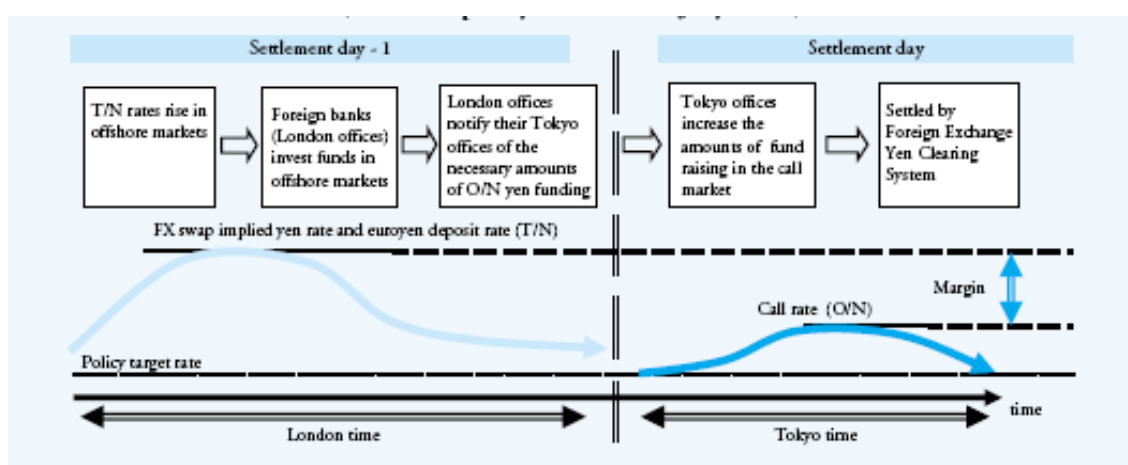 Settlement day - 1
Settlement day
T/N rates rise in
offshore markets
Foreign banks
(London offices)
invest funds in
offshore markets
London offices
notify their Tokyo
offices of the
necessary amounts
of O/N yen funding
Tokyo offices
increase the
amounts of fund
raising in the call
market
Settled by
Foreign Exchange
Yen Clearing
System
FX swap implied yen rate and euroyen deposit rate (T/N)
Margin
Call rate (O/N)
Policy target rate
time
London time
Tokyo time